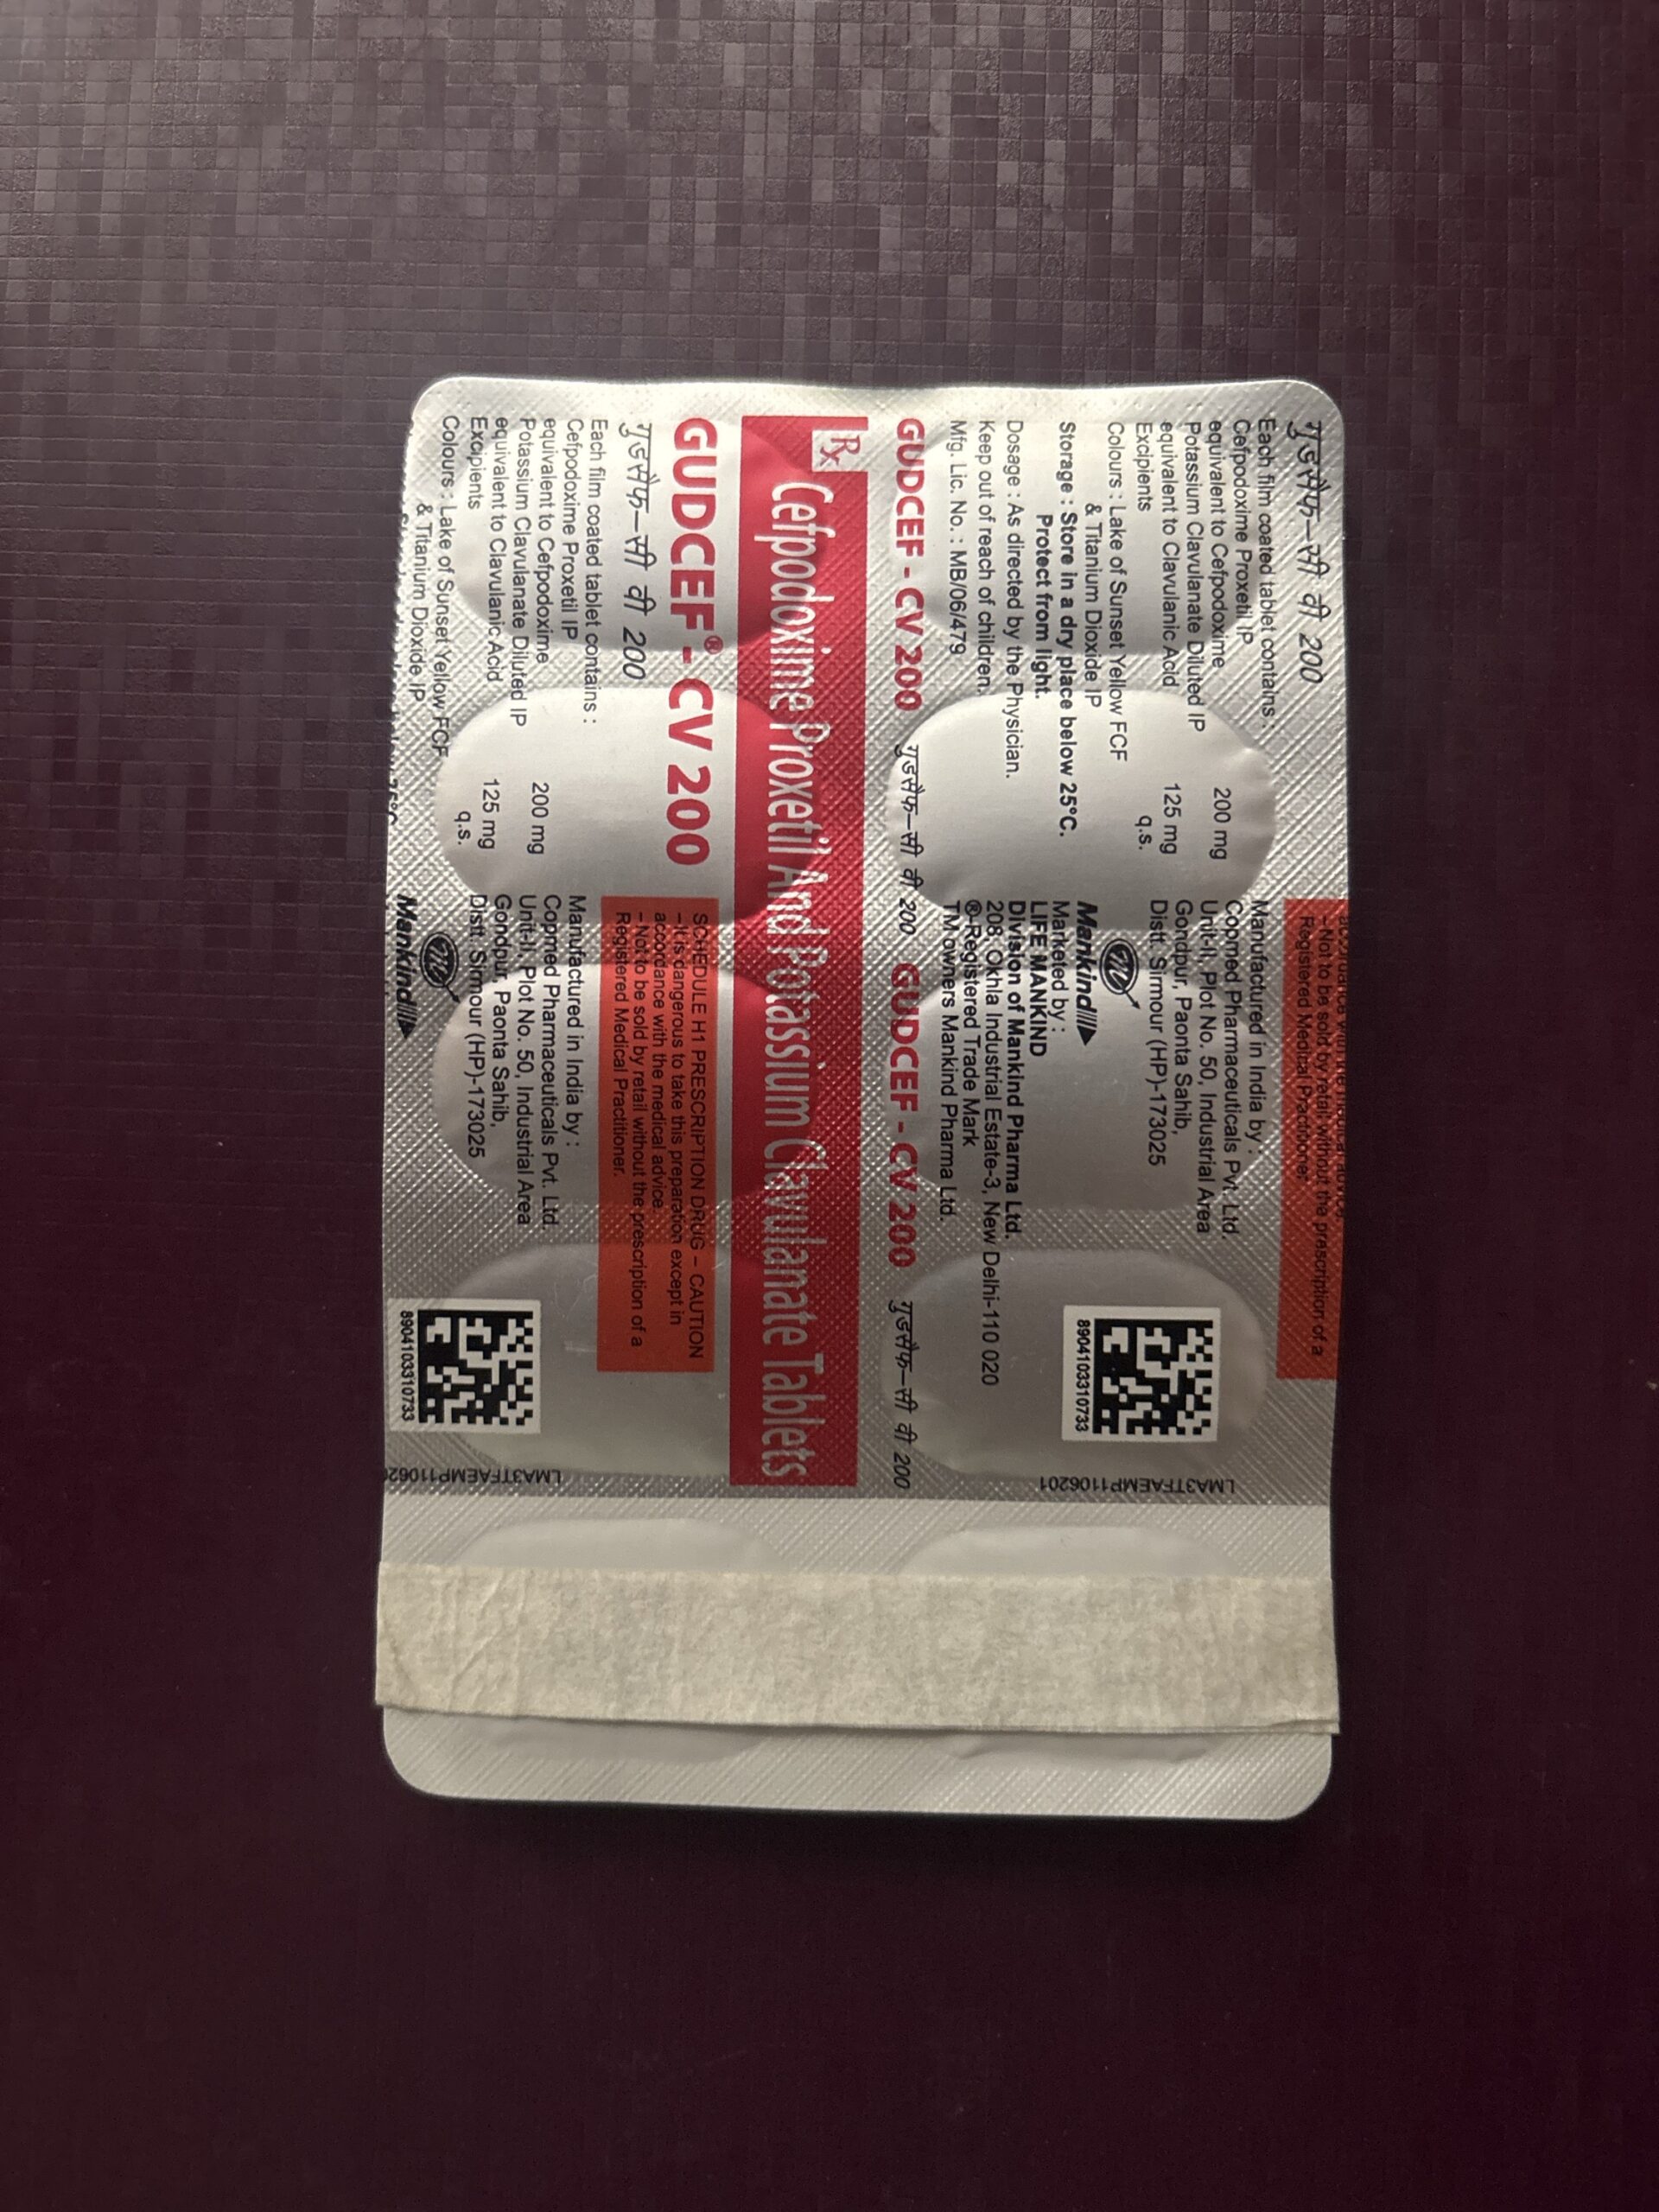 गुडसैफ–सी वी 200
Each film coated tablet contains :
Cefpodoxime Proxetil IP
equivalent to Cefpodoxime 200 mg
Potassium Clavulanate Diluted IP
equivalent to Clavulanic Acid 125 mg
Excipients q.s.
Colours : Lake of Sunset Yellow FCF
& Titanium Dioxide IP
Storage : Store in a dry place below 25°C.
Protect from light.
Dosage : As directed by the Physician.
Keep out of reach of children.
Mfg. Lic. No. : MB/06/479
accordance with the medical advice.
–Not to be sold by retail without the prescription of a
Registered Medical Practitioner.
Manufactured in India by :
Copmed Pharmaceuticals Pvt. Ltd.
Unit-II, Plot No. 50, Industrial Area
Gondpur, Paonta Sahib,
Distt. Sirmour (HP)-173025
Mankind
Marketed by :
LIFE MANKIND
Division of Mankind Pharma Ltd.
208, Okhla Industrial Estate-3, New Delhi-110 020
®-Registered Trade Mark
TM owners Mankind Pharma Ltd.
8904103310733
LMA3TFAEMP1106201
GUDCEF - CV 200 गुडसैफ–सी वी 200 GUDCEF - CV 200 गुडसैफ–सी वी 200
Rx Cefpodoxime Proxetil And Potassium Clavulanate Tablets
GUDCEF® - CV 200
गुडसैफ–सी वी 200
Each film coated tablet contains :
Cefpodoxime Proxetil IP
equivalent to Cefpodoxime 200 mg
Potassium Clavulanate Diluted IP
equivalent to Clavulanic Acid 125 mg
Excipients q.s.
Colours : Lake of Sunset Yellow FCF
& Titanium Dioxide IP
SCHEDULE H1 PRESCRIPTION DRUG – CAUTION
–It is dangerous to take this preparation except in
accordance with the medical advice.
–Not to be sold by retail without the prescription of a
Registered Medical Practitioner.
Manufactured in India by :
Copmed Pharmaceuticals Pvt. Ltd.
Unit-II, Plot No. 50, Industrial Area
Gondpur, Paonta Sahib,
Distt. Sirmour (HP)-173025
Mankind
8904103310733